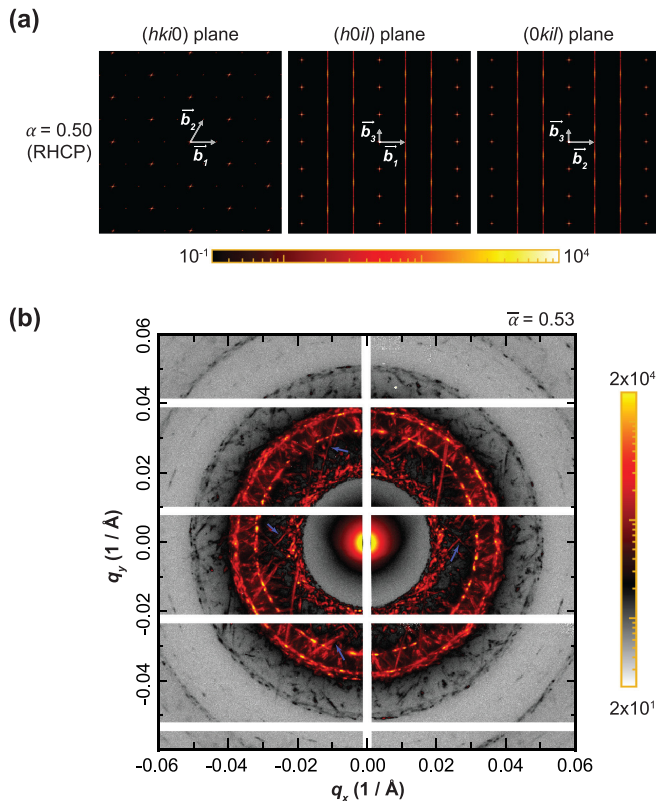 (a)
(hki0) plane
(h0il) plane
(0kil) plane
α = 0.50
(RHCP)
b₂
b₁
b₃
b₁
b₃
b₂
10⁻¹
10⁴
(b)
α̅ = 0.53
0.06
0.04
0.02
0.00
-0.02
-0.04
q_y (1 / Å)
-0.06
-0.04
-0.02
0.00
0.02
0.04
0.06
q_x (1 / Å)
2x10⁴
2x10¹